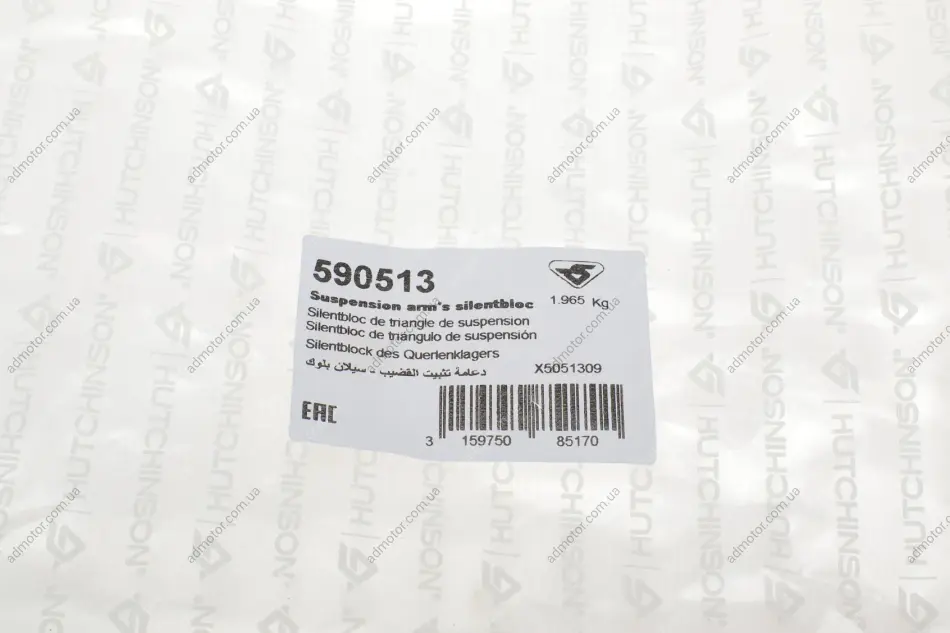 590513
1.965 Kg
Suspension arm's silentbloc
Silentbloc de triangle de suspension
Silentbloc de triángulo de suspensión
Silentblock des Querlenklagers
دعامة تثبيت القضيب - سيلان بلوك
X5051309
EAC
3 159750 85170
HUTCHINSON
admotor.com.ua